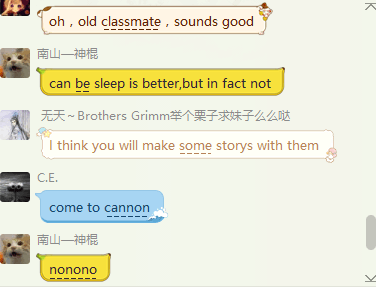 oh , old classmate , sounds good
南山—神棍
can be sleep is better,but in fact not
无天～Brothers Grimm举个栗子求妹子么么哒
I think you will make some storys with them
C.E.
come to cannon
南山—神棍
nonono